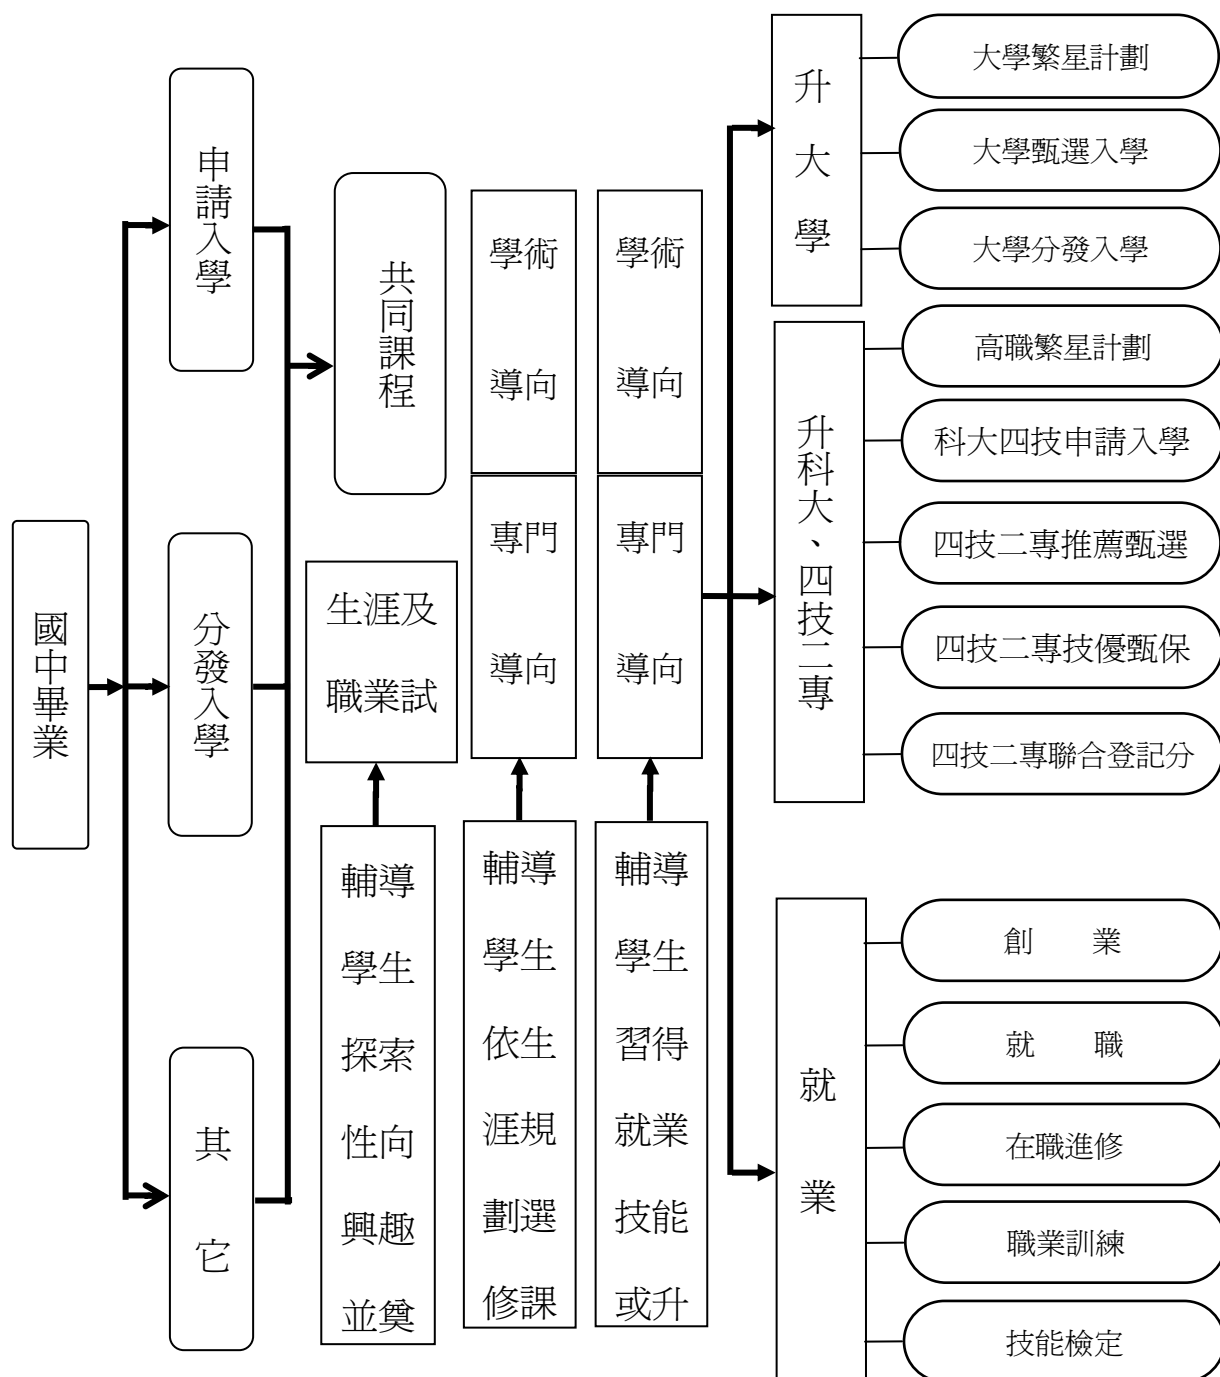 國中畢業
申請入學
分發入學
其它
共同課程
生涯及
職業試
輔導
學生
探索
性向
興趣
並奠
學術
導向
專門
導向
輔導
學生
依生
涯規
劃選
修課
學術
導向
專門
導向
輔導
學生
習得
就業
技能
或升
升大學
大學繁星計劃
大學甄選入學
大學分發入學
升科大、四技二專
高職繁星計劃
科大四技申請入學
四技二專推薦甄選
四技二專技優甄保
四技二專聯合登記分
就業
創　業
就　職
在職進修
職業訓練
技能檢定